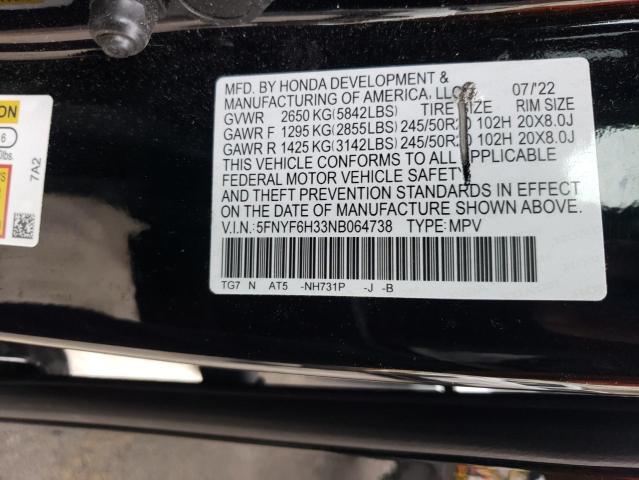 MFD. BY HONDA DEVELOPMENT &
MANUFACTURING OF AMERICA, LLC 07/'22
GVWR 2650 KG(5842LBS) TIRE SIZE RIM SIZE
GAWR F 1295 KG(2855LBS) 245/50R20 102H 20X8.0J
GAWR R 1425 KG(3142LBS) 245/50R20 102H 20X8.0J
THIS VEHICLE CONFORMS TO ALL APPLICABLE
FEDERAL MOTOR VEHICLE SAFETY
AND THEFT PREVENTION STANDARDS IN EFFECT
ON THE DATE OF MANUFACTURE SHOWN ABOVE.
V.I.N.: 5FNYF6H33NB064738 TYPE: MPV
TG7 N AT5 -NH731P -J -B
7A2